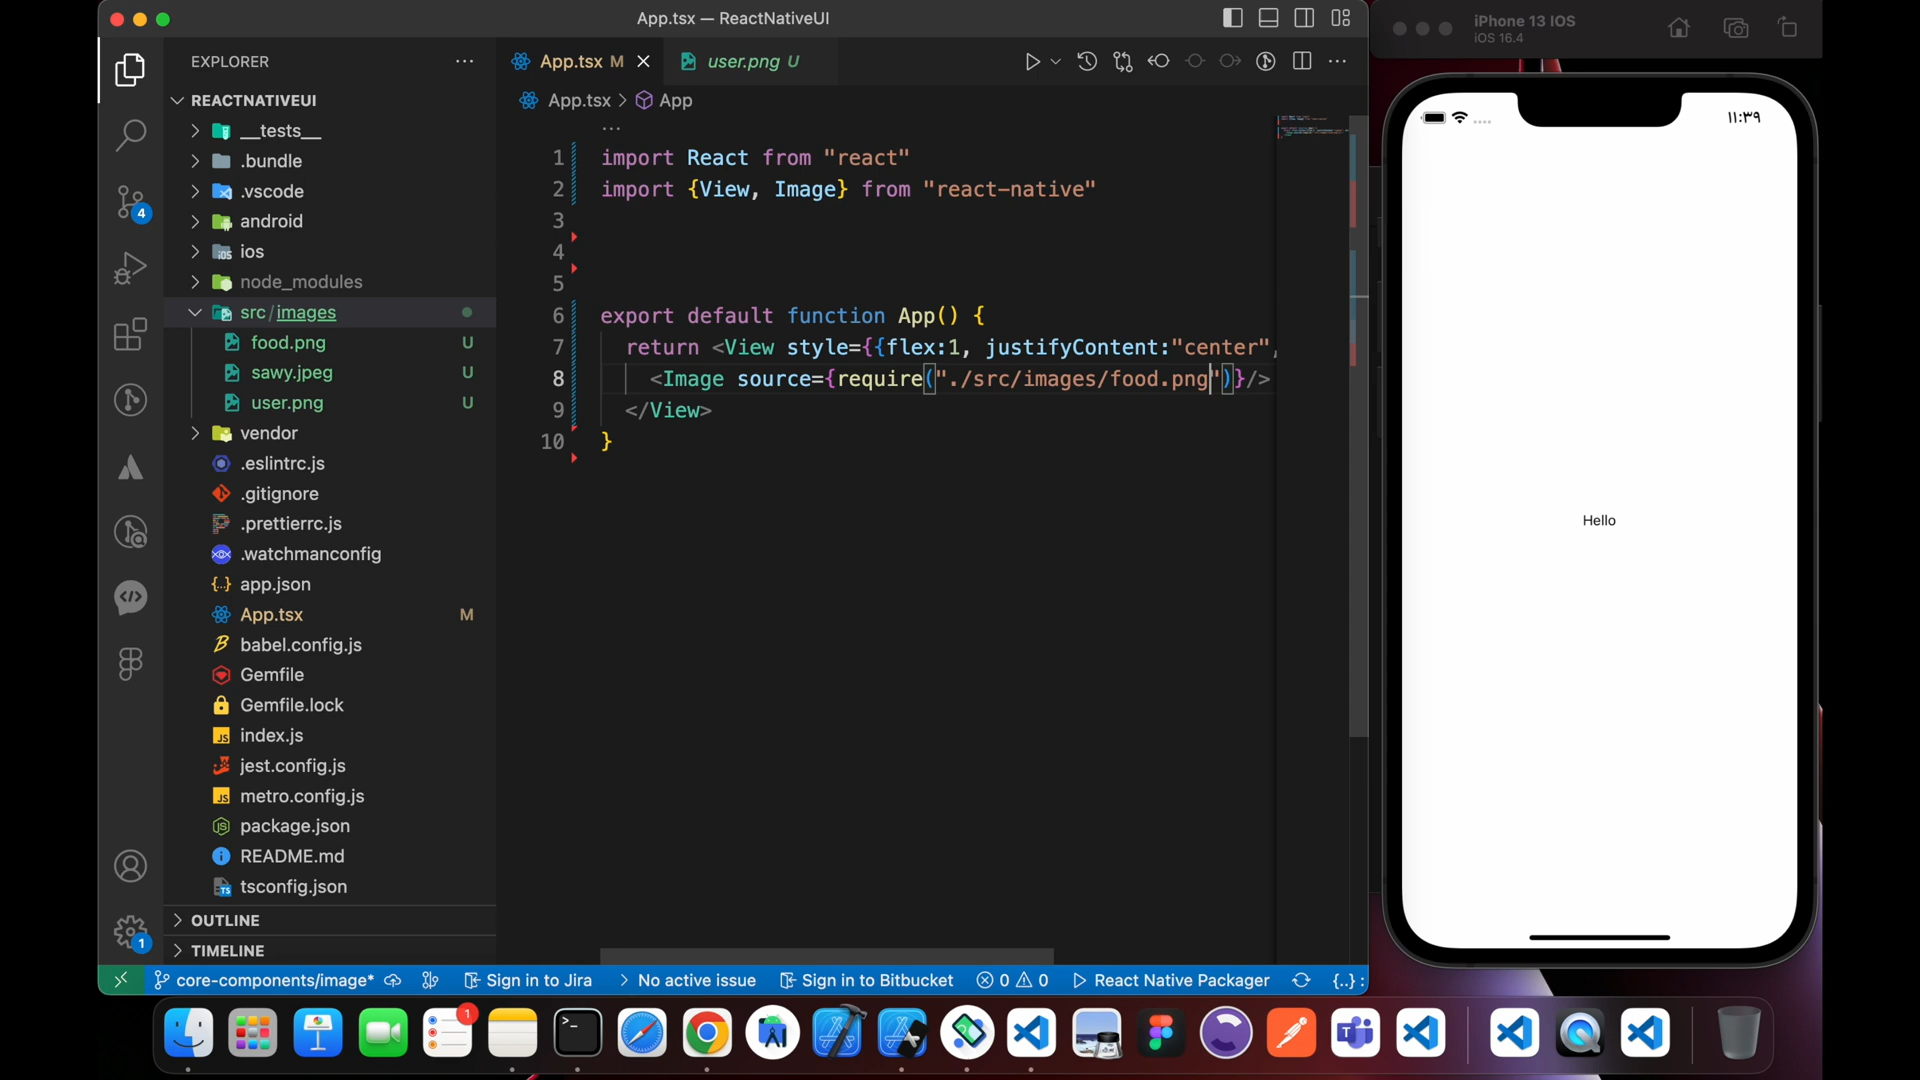 App.tsx — ReactNativeUI
iPhone 13 IOS
iOS 16.4
EXPLORER
App.tsx M
user.png U
App.tsx > App
REACTNATIVEUI
__tests__
.bundle
.vscode
android
ios
node_modules
src/images
food.png U
sawy.jpeg U
user.png U
vendor
.eslintrc.js
.gitignore
.prettierrc.js
.watchmanconfig
app.json
App.tsx M
babel.config.js
Gemfile
Gemfile.lock
index.js
jest.config.js
metro.config.js
package.json
README.md
tsconfig.json
OUTLINE
TIMELINE
4
1
1 import React from "react"
2 import {View, Image} from "react-native"
3
4
5
6 export default function App() {
7 return <View style={{flex:1, justifyContent:"center",
8 <Image source={require("./src/images/food.png")}/>
9 </View>
10 }
core-components/image*
Sign in to Jira
No active issue
Sign in to Bitbucket
0 0
React Native Packager
{..} :
١١:٣٩
Hello
1